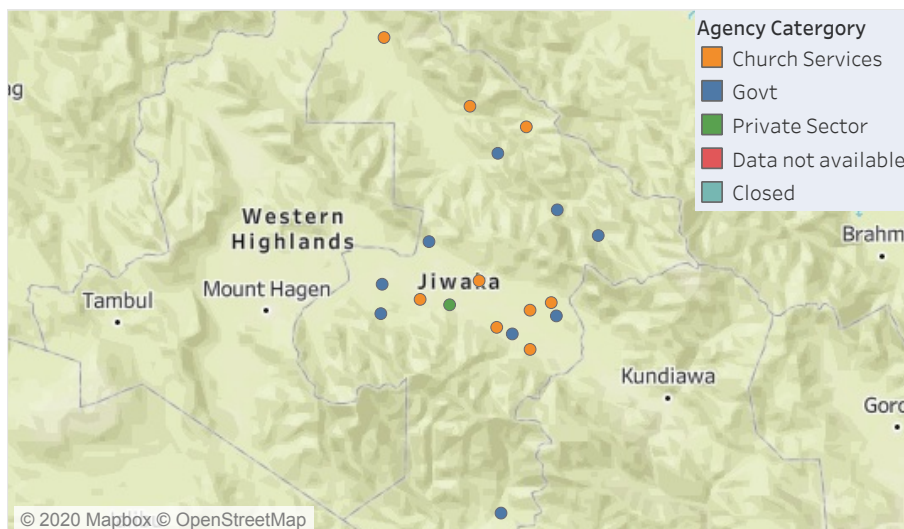 Agency Catergory
Church Services
Govt
Private Sector
Data not available
Closed
ag
Western
Highlands
Brahm
Jiwaka
Mount Hagen
Tambul
Kundiawa
Goro
© 2020 Mapbox © OpenStreetMap